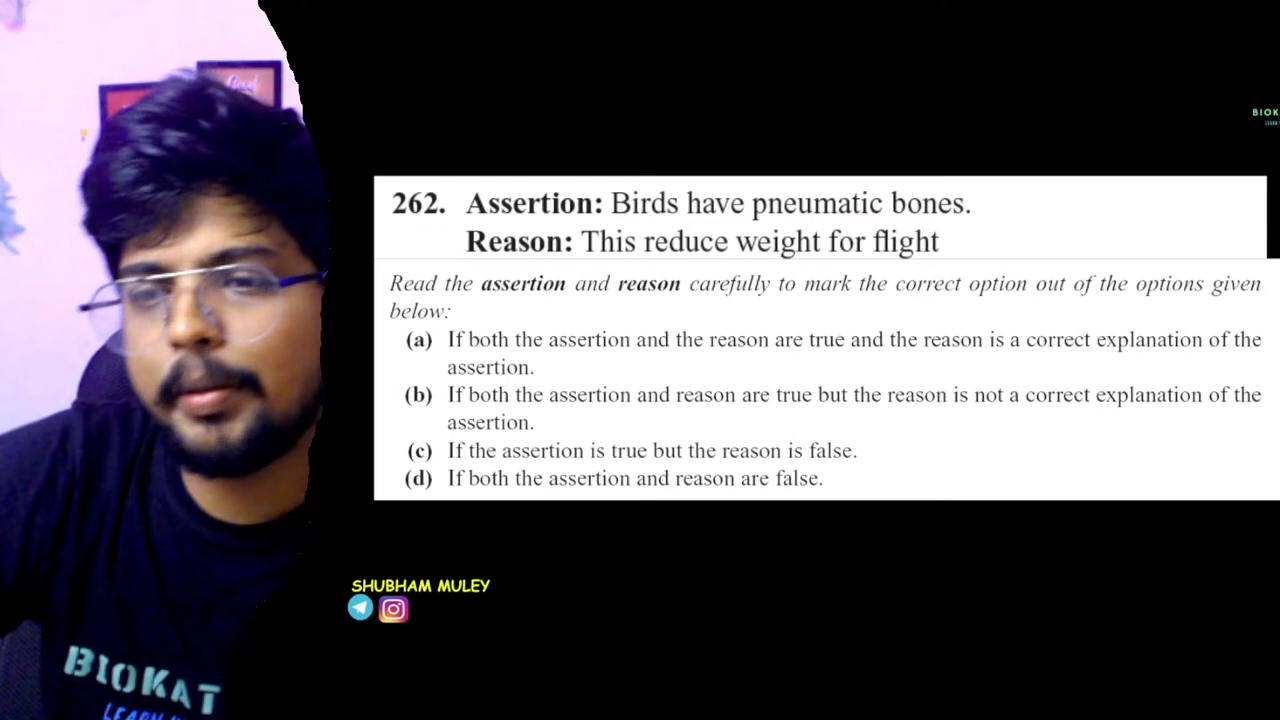 BIOK
262. Assertion: Birds have pneumatic bones.
Reason: This reduce weight for flight
Read the assertion and reason carefully to mark the correct option out of the options given
below:
(a) If both the assertion and the reason are true and the reason is a correct explanation of the
assertion.
(b) If both the assertion and reason are true but the reason is not a correct explanation of the
assertion.
(c) If the assertion is true but the reason is false.
(d) If both the assertion and reason are false.
SHUBHAM MULEY
BIOKAT